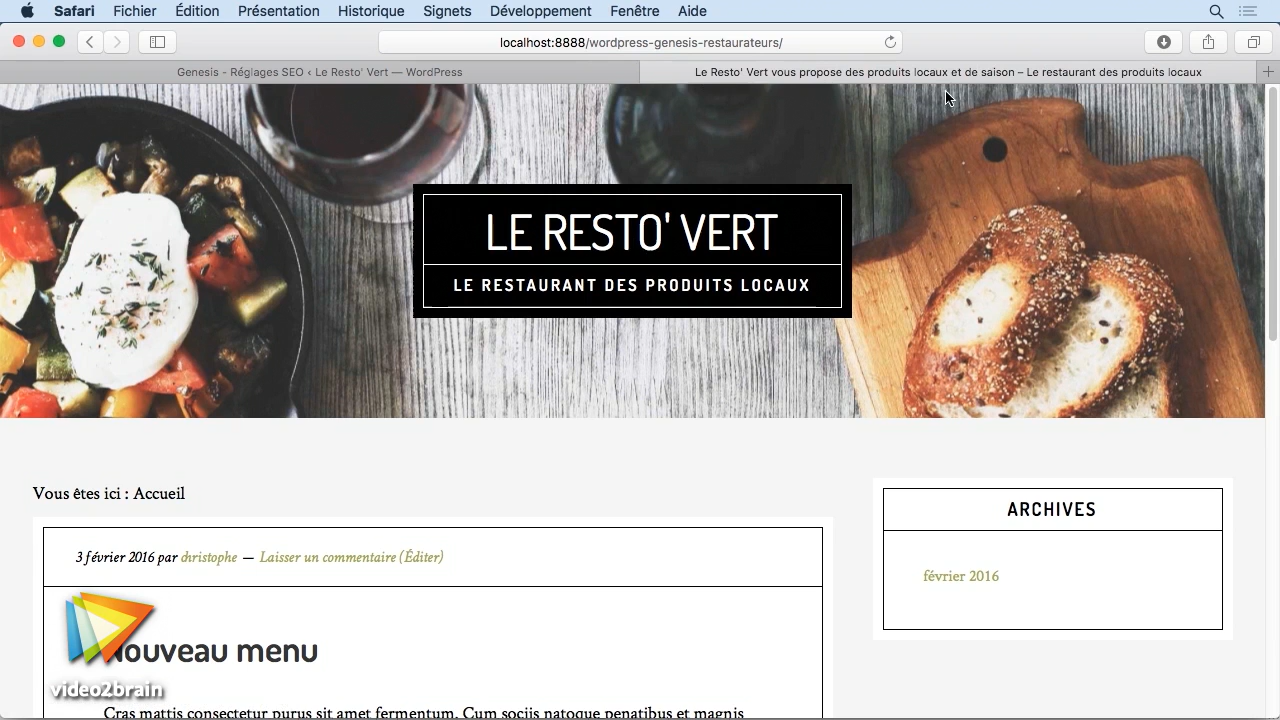 Safari Fichier Édition Présentation Historique Signets Développement Fenêtre Aide
localhost:8888/wordpress-genesis-restaurateurs/
Genesis - Réglages SEO ‹ Le Resto' Vert — WordPress
Le Resto' Vert vous propose des produits locaux et de saison – Le restaurant des produits locaux
LE RESTO' VERT
LE RESTAURANT DES PRODUITS LOCAUX
Vous êtes ici : Accueil
3 février 2016 par christophe — Laisser un commentaire (Éditer)
Nouveau menu
Cras mattis consectetur purus sit amet fermentum. Cum sociis natoque penatibus et magnis
ARCHIVES
février 2016
video2brain